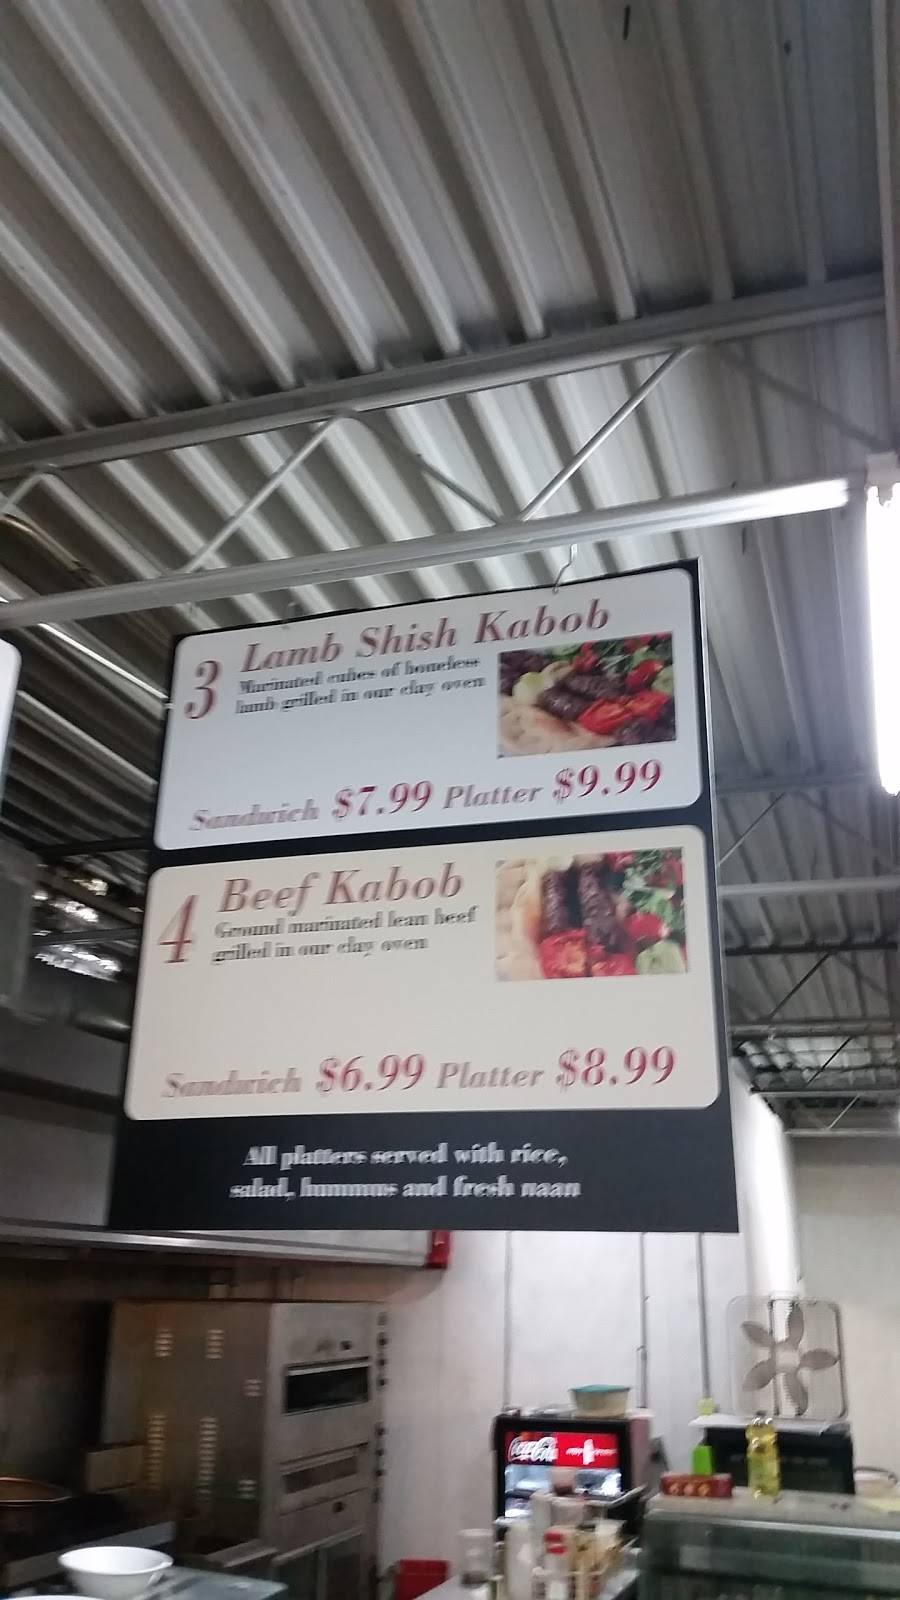 3 Lamb Shish Kabob
Marinated cubes of boneless
lamb grilled in our clay oven
Sandwich $7.99 Platter $9.99
4 Beef Kabob
Ground marinated lean beef
grilled in our clay oven
Sandwich $6.99 Platter $8.99
All platters served with rice,
salad, hummus and fresh naan
Coca-Cola